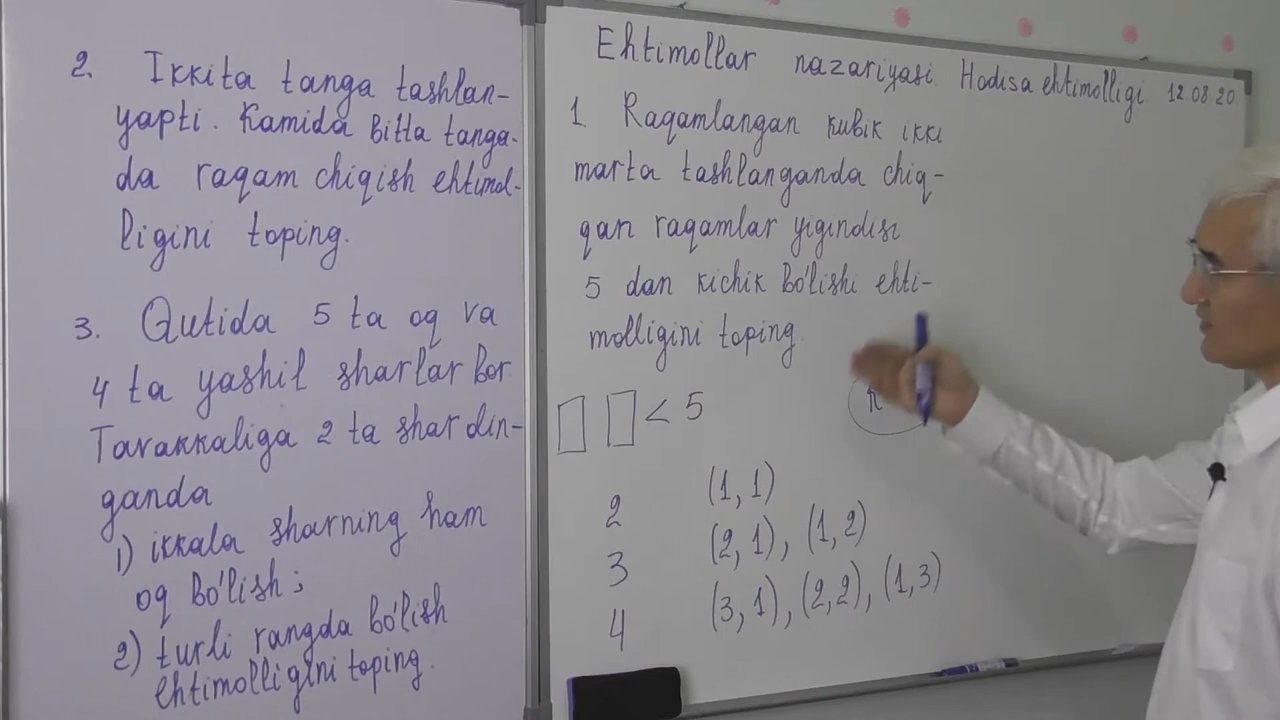 2. Ikkita tanga tashlan-
yapti. Kamida bitta tanga-
da raqam chiqish ehtimol-
ligini toping.
3. Qutida 5 ta oq va
4 ta yashil sharlar bor
Tavakkaliga 2 ta shar olin-
ganda
1) ikkala sharning ham
oq bo'lish;
2) turli rangda bo'lish
ehtimolligini toping.
Ehtimollar nazariyasi. Hodisa ehtimolligi 12.08.20
1 Raqamlangan kubik ikki
marta tashlanganda chiq-
qan raqamlar yigindisi
5 dan kichik bo'lishi ehti-
molligini toping.
□ □ < 5
2 (1,1)
3 (2,1), (1,2)
4 (3,1), (2,2), (1,3)